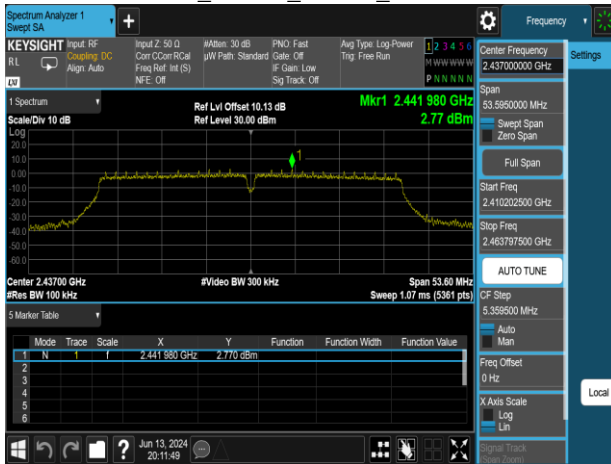 Spectrum Analyzer 1
Swept SA
+
Frequency
KEYSIGHT Input: RF Input Z: 50 Ω #Atten: 30 dB PNO: Fast Avg Type: Log-Power 1 2 3 4 5 6
RL Coupling: DC Corr CCorr RCal µW Path: Standard Gate: Off Trig: Free Run M W W W W W
Align: Auto Freq Ref: Int (S) IF Gain: Low
LXI NFE: Off Sig Track: Off P N N N N N
1 Spectrum
Ref Lvl Offset 10.13 dB Mkr1 2.441 980 GHz
Scale/Div 10 dB Ref Level 30.00 dBm 2.77 dBm
Log
20.0
10.0
0.00
-10.0
-20.0
-30.0
-40.0
-50.0
-60.0
1
Center 2.43700 GHz #Video BW 300 kHz Span 53.60 MHz
#Res BW 100 kHz Sweep 1.07 ms (5361 pts)
5 Marker Table
Mode Trace Scale X Y Function Function Width Function Value
1 N 1 f 2.441 980 GHz 2.770 dBm
2
3
4
5
6
?
Jun 13, 2024
20:11:49
Center Frequency
2.437000000 GHz
Settings
Span
53.5950000 MHz
Swept Span
Zero Span
Full Span
Start Freq
2.410202500 GHz
Stop Freq
2.463797500 GHz
AUTO TUNE
CF Step
5.359500 MHz
Auto
Man
Freq Offset
0 Hz
X Axis Scale
Log
Lin
Signal Track
(Span Zoom)
Local